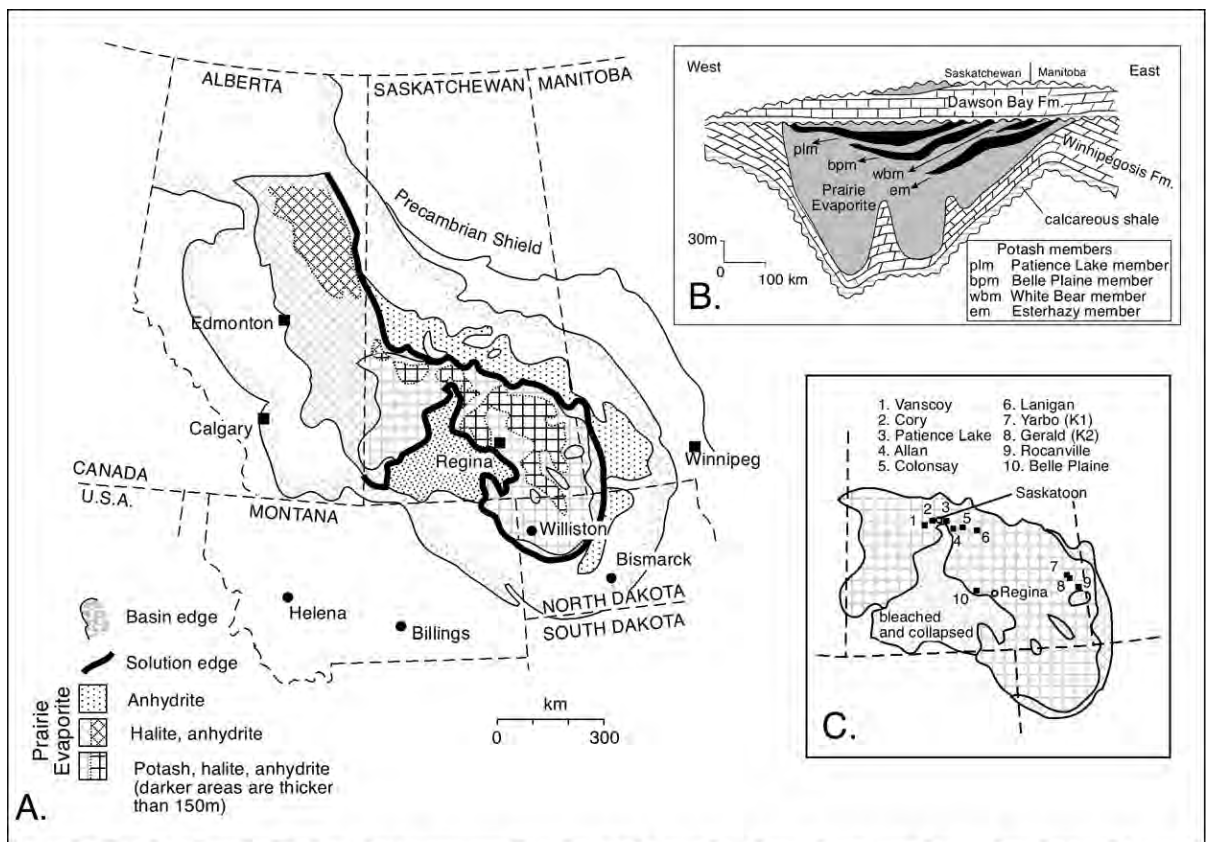 ALBERTA
SASKATCHEWAN
MANITOBA
Precambrian Shield
Edmonton
Calgary
Regina
Winnipeg
CANADA
U.S.A.
MONTANA
Williston
Bismarck
NORTH DAKOTA
SOUTH DAKOTA
Helena
Billings
Basin edge
Solution edge
Prairie
Evaporite
Anhydrite
Halite, anhydrite
Potash, halite, anhydrite
(darker areas are thicker
than 150m)
km
0 300
A.
West
Saskatchewan
Manitoba
East
Dawson Bay Fm.
plm
bpm
wbm
em
Prairie
Evaporite
Winnipegosis Fm.
calcareous shale
30m
0 100 km
B.
Potash members
plm Patience Lake member
bpm Belle Plaine member
wbm White Bear member
em Esterhazy member
1. Vanscoy 6. Lanigan
2. Cory 7. Yarbo (K1)
3. Patience Lake 8. Gerald (K2)
4. Allan 9. Rocanville
5. Colonsay 10. Belle Plaine
Saskatoon
1 2 3 4 5 6
7
8 9
10
Regina
bleached
and collapsed
C.